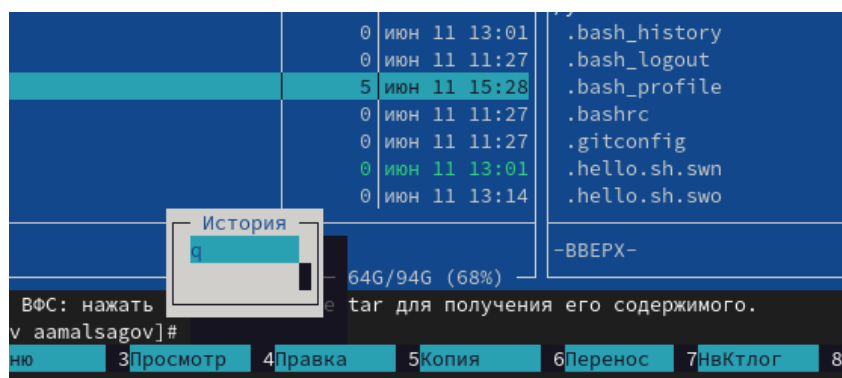 0 июн 11 13:01 .bash_history
0 июн 11 11:27 .bash_logout
5 июн 11 15:28 .bash_profile
0 июн 11 11:27 .bashrc
0 июн 11 11:27 .gitconfig
0 июн 11 13:01 .hello.sh.swn
0 июн 11 13:14 .hello.sh.swo
История
q
-ВВЕРХ-
64G/94G (68%)
ВФС: нажать е tar для получения его содержимого.
v aamalsagov]#
ню 3Просмотр 4Правка 5Копия 6Перенос 7НвКтлог 8